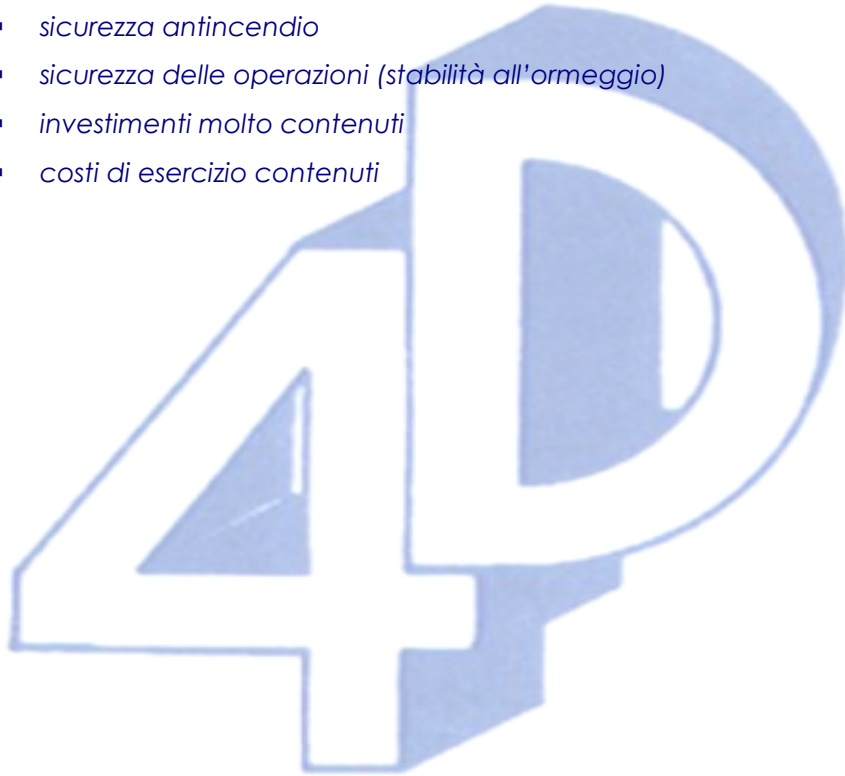 ▪ sicurezza antincendio
▪ sicurezza delle operazioni (stabilità all'ormeggio)
▪ investimenti molto contenuti
▪ costi di esercizio contenuti
4D